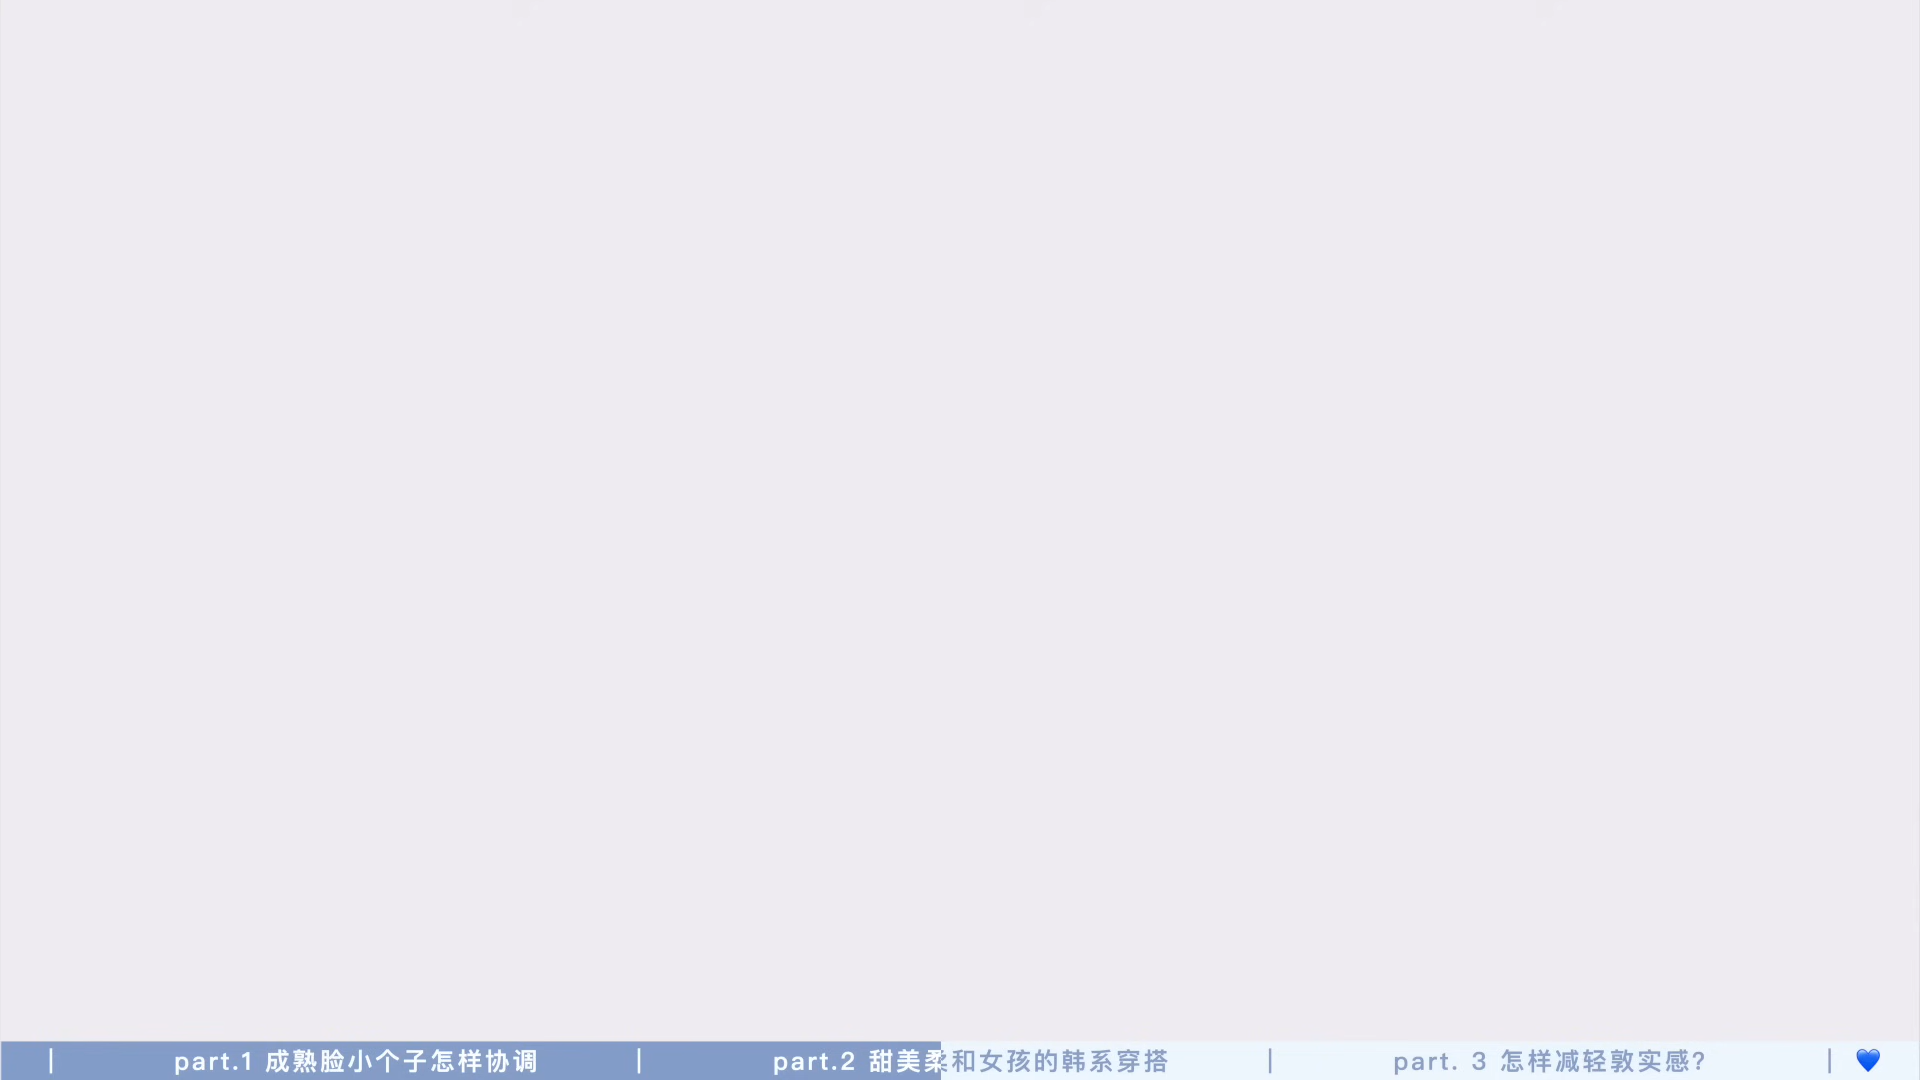 | part.1 成熟脸小个子怎样协调 | part.2 甜美柔和女孩的韩系穿搭 | part. 3 怎样减轻敦实感? | 💙